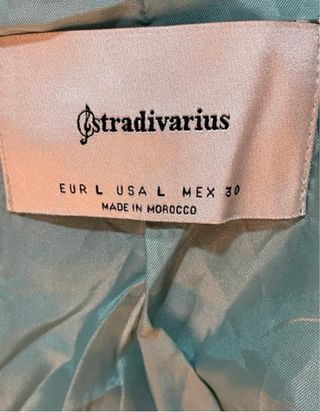 stradivarius
EUR L USA L MEX 30
MADE IN MOROCCO